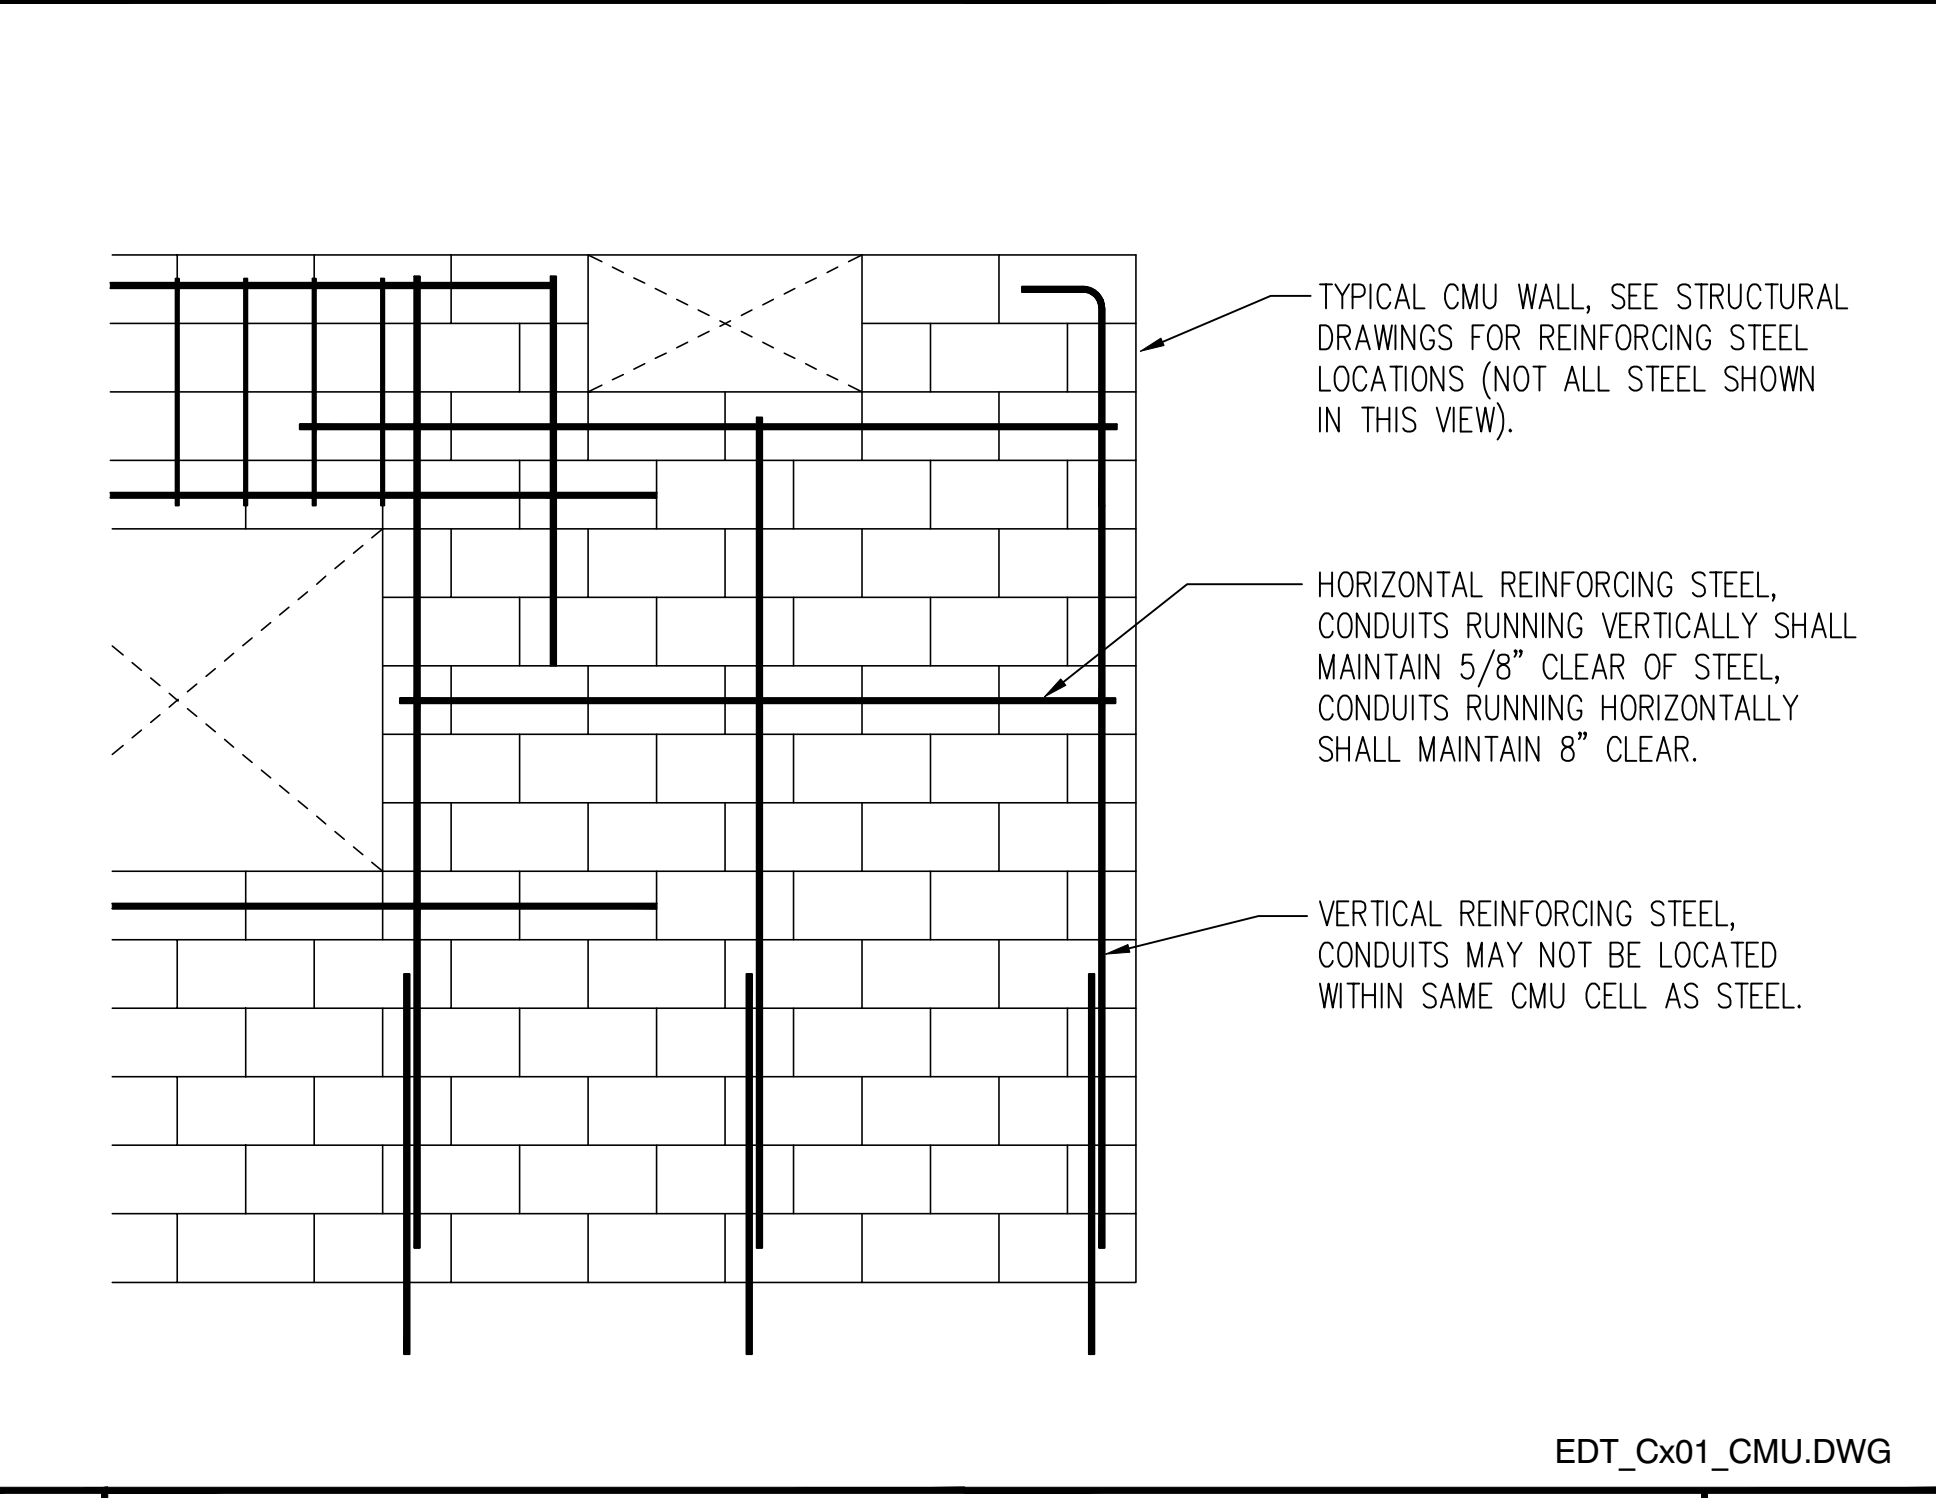 TYPICAL CMU WALL, SEE STRUCTURAL
DRAWINGS FOR REINFORCING STEEL
LOCATIONS (NOT ALL STEEL SHOWN
IN THIS VIEW).
HORIZONTAL REINFORCING STEEL,
CONDUITS RUNNING VERTICALLY SHALL
MAINTAIN 5/8” CLEAR OF STEEL,
CONDUITS RUNNING HORIZONTALLY
SHALL MAINTAIN 8” CLEAR.
VERTICAL REINFORCING STEEL,
CONDUITS MAY NOT BE LOCATED
WITHIN SAME CMU CELL AS STEEL.
EDT_Cx01_CMU.DWG